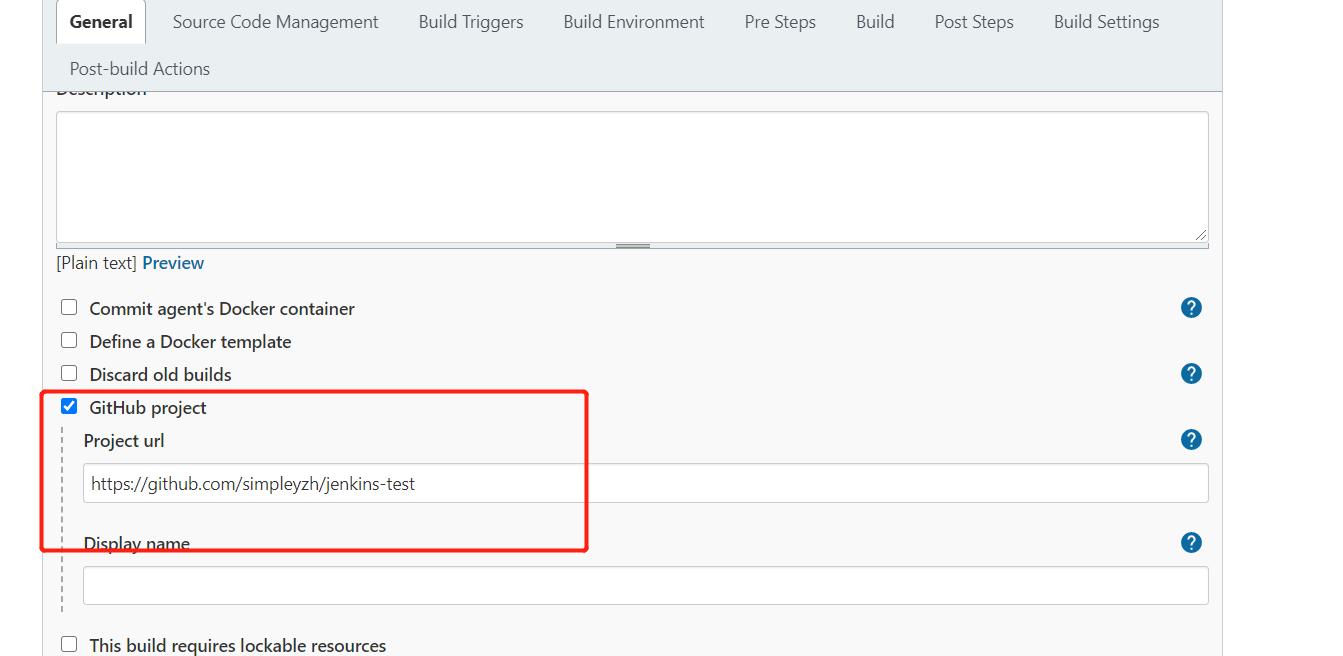 General Source Code Management Build Triggers Build Environment Pre Steps Build Post Steps Build Settings
Post-build Actions
Description
[Plain text] Preview
Commit agent's Docker container
Define a Docker template
Discard old builds
GitHub project
Project url
https://github.com/simpleyzh/jenkins-test
Display name
This build requires lockable resources